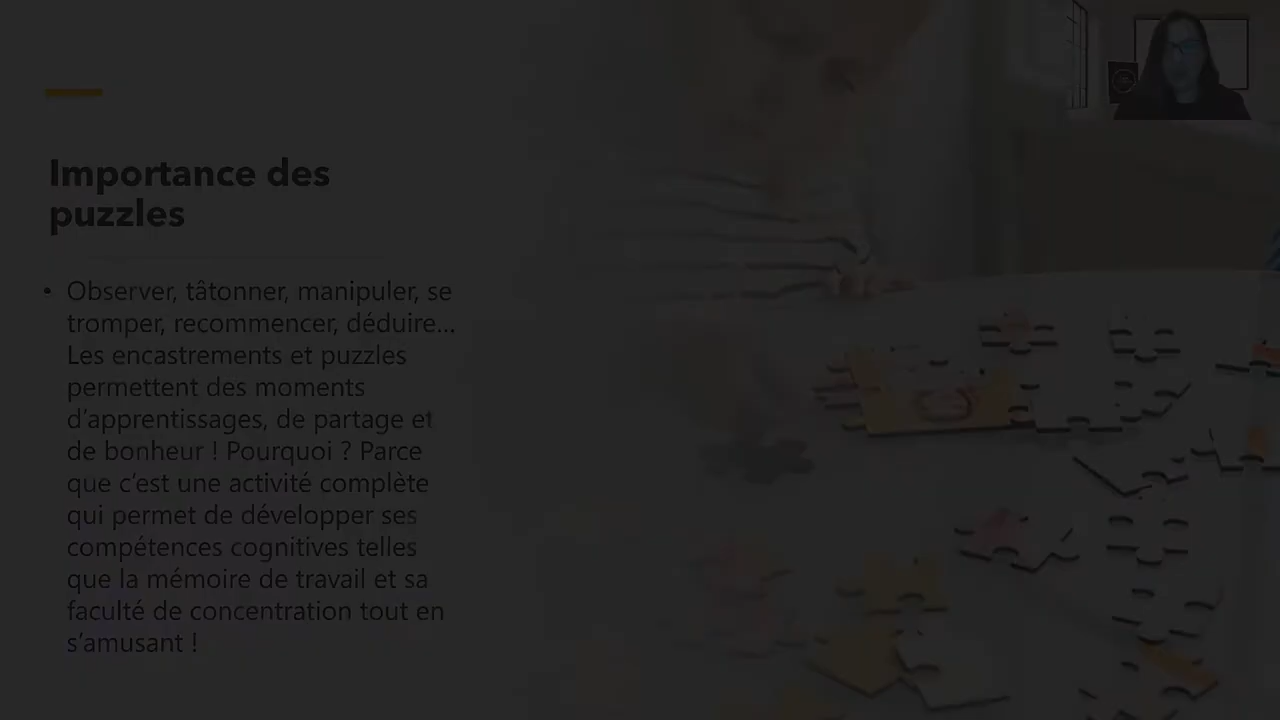 Importance des
puzzles
• Observer, tâtonner, manipuler, se
tromper, recommencer, déduire...
Les encastrements et puzzles
permettent des moments
d'apprentissages, de partage et
de bonheur ! Pourquoi ? Parce
que c'est une activité complète
qui permet de développer ses
compétences cognitives telles
que la mémoire de travail et sa
faculté de concentration tout en
s'amusant !